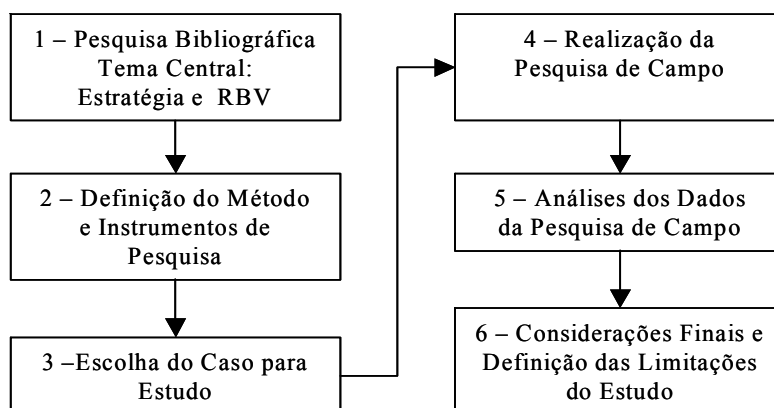 1 – Pesquisa Bibliográfica
Tema Central:
Estratégia e RBV
2 – Definição do Método
e Instrumentos de
Pesquisa
3 –Escolha do Caso para
Estudo
4 – Realização da
Pesquisa de Campo
5 – Análises dos Dados
da Pesquisa de Campo
6 – Considerações Finais e
Definição das Limitações
do Estudo